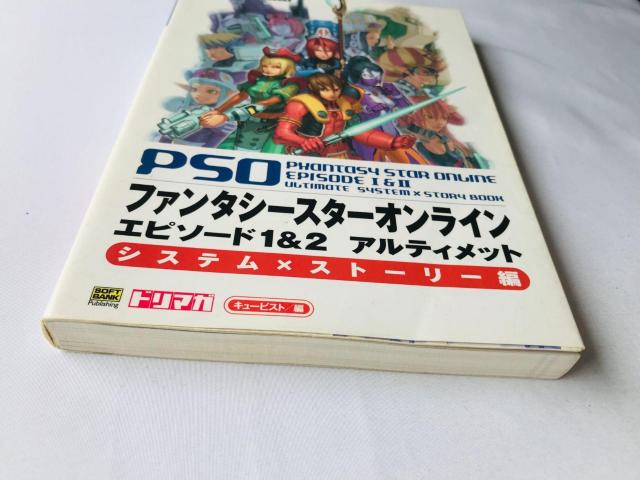 PSO
PHANTASY STAR ONLINE
EPISODE I & II
ULTIMATE SYSTEM × STORY BOOK
ファンタシースターオンライン
エピソード1&2 アルティメット
システム×ストーリー編
SOFT BANK Publishing
ドリマガ
キュービスト/編